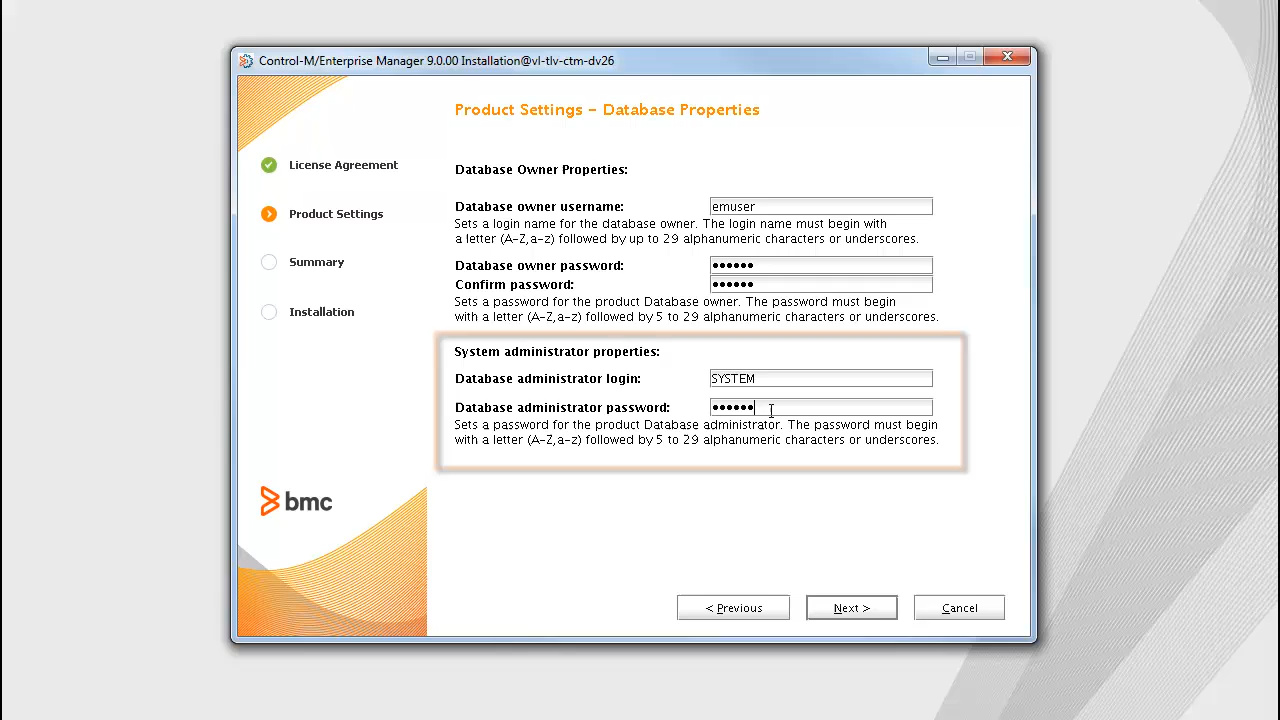 Control-M/Enterprise Manager 9.0.00 Installation@vl-tlv-ctm-dv26
Product Settings - Database Properties
License Agreement
Product Settings
Summary
Installation
bmc
Database Owner Properties:
Database owner username: emuser
Sets a login name for the database owner. The login name must begin with
a letter (A-Z,a-z) followed by up to 29 alphanumeric characters or underscores.
Database owner password: ••••••
Confirm password: ••••••
Sets a password for the product Database owner. The password must begin
with a letter (A-Z,a-z) followed by 5 to 29 alphanumeric characters or underscores.
System administrator properties:
Database administrator login: SYSTEM
Database administrator password: ••••••
Sets a password for the product Database administrator. The password must begin
with a letter (A-Z,a-z) followed by 5 to 29 alphanumeric characters or underscores.
< Previous Next > Cancel